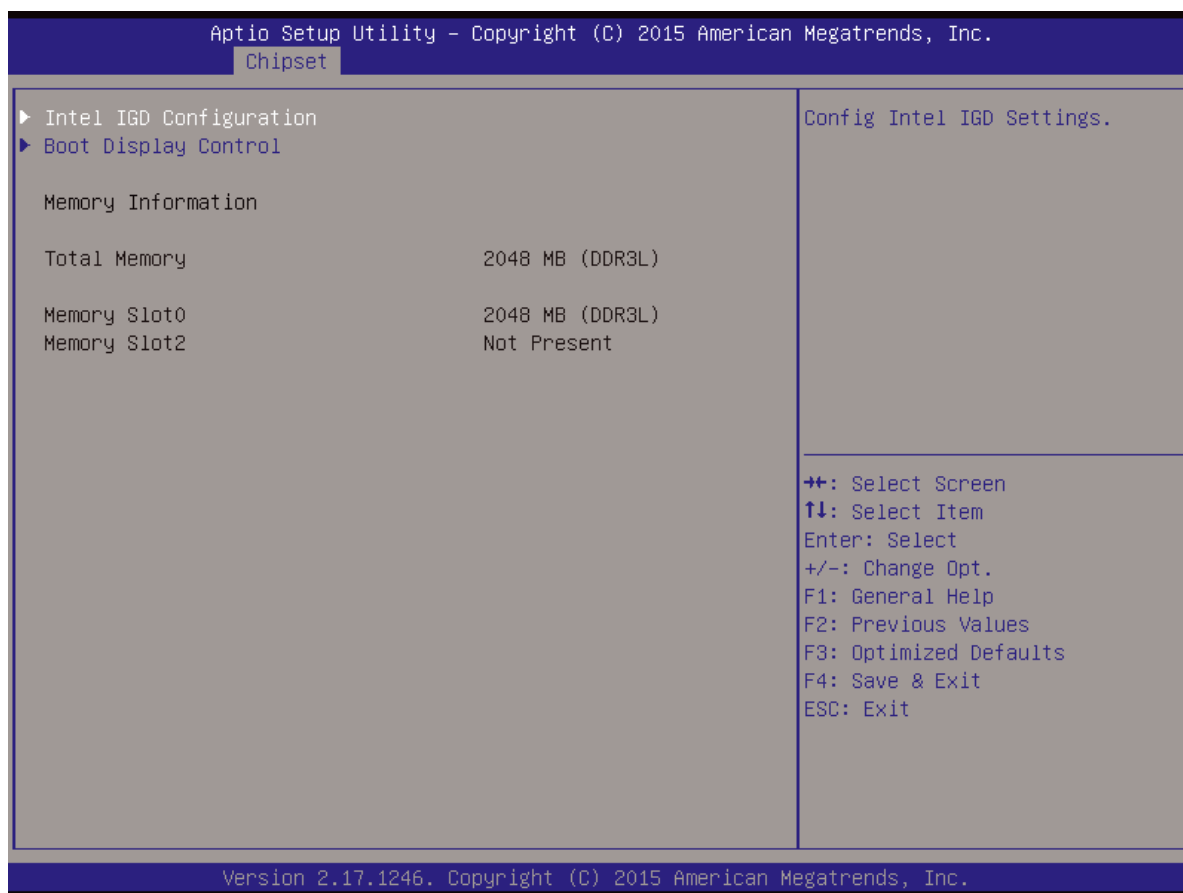 Aptio Setup Utility – Copyright (C) 2015 American Megatrends, Inc.
Chipset
▶ Intel IGD Configuration
▶ Boot Display Control
Memory Information
Total Memory 2048 MB (DDR3L)
Memory Slot0 2048 MB (DDR3L)
Memory Slot2 Not Present
Config Intel IGD Settings.
→←: Select Screen
↑↓: Select Item
Enter: Select
+/-: Change Opt.
F1: General Help
F2: Previous Values
F3: Optimized Defaults
F4: Save & Exit
ESC: Exit
Version 2.17.1246. Copyright (C) 2015 American Megatrends, Inc.